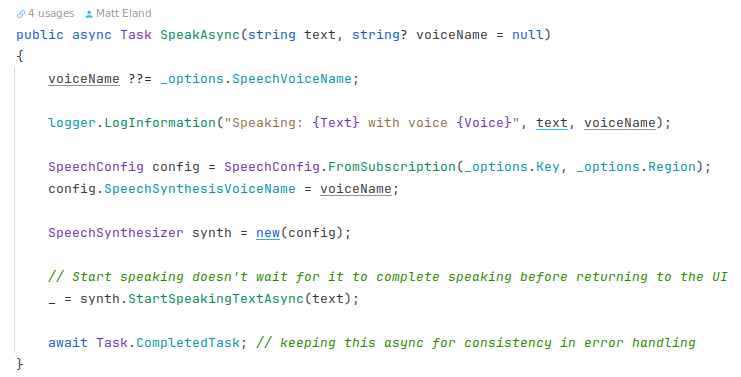 4 usages Matt Eland
public async Task SpeakAsync(string text, string? voiceName = null)
{
    voiceName ??= _options.SpeechVoiceName;

    logger.LogInformation("Speaking: {Text} with voice {Voice}", text, voiceName);

    SpeechConfig config = SpeechConfig.FromSubscription(_options.Key, _options.Region);
    config.SpeechSynthesisVoiceName = voiceName;

    SpeechSynthesizer synth = new(config);

    // Start speaking doesn't wait for it to complete speaking before returning to the UI
    _ = synth.StartSpeakingTextAsync(text);

    await Task.CompletedTask; // keeping this async for consistency in error handling
}